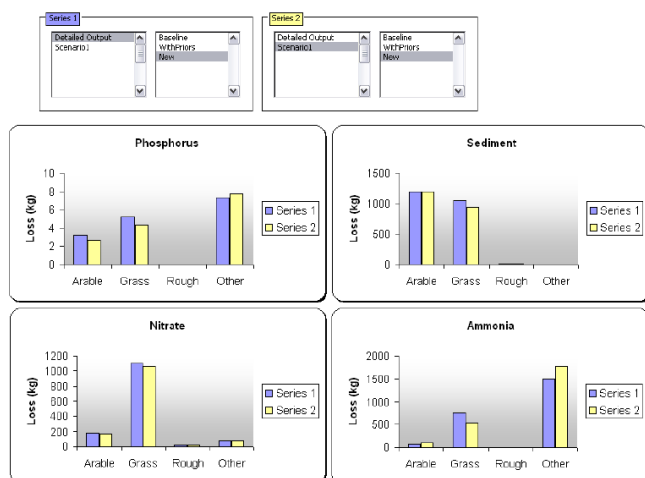 Series 1
Detailed Output
Scenario1
Baseline
WithPriors
New
Series 2
Detailed Output
Scenario1
Baseline
WithPriors
New
Phosphorus
Loss (kg)
10
8
6
4
2
0
Arable Grass Rough Other
Series 1
Series 2
Sediment
Loss (kg)
1500
1000
500
0
Arable Grass Rough Other
Series 1
Series 2
Nitrate
Loss (kg)
1200
1000
800
600
400
200
0
Arable Grass Rough Other
Series 1
Series 2
Ammonia
Loss (kg)
2000
1500
1000
500
0
Arable Grass Rough Other
Series 1
Series 2